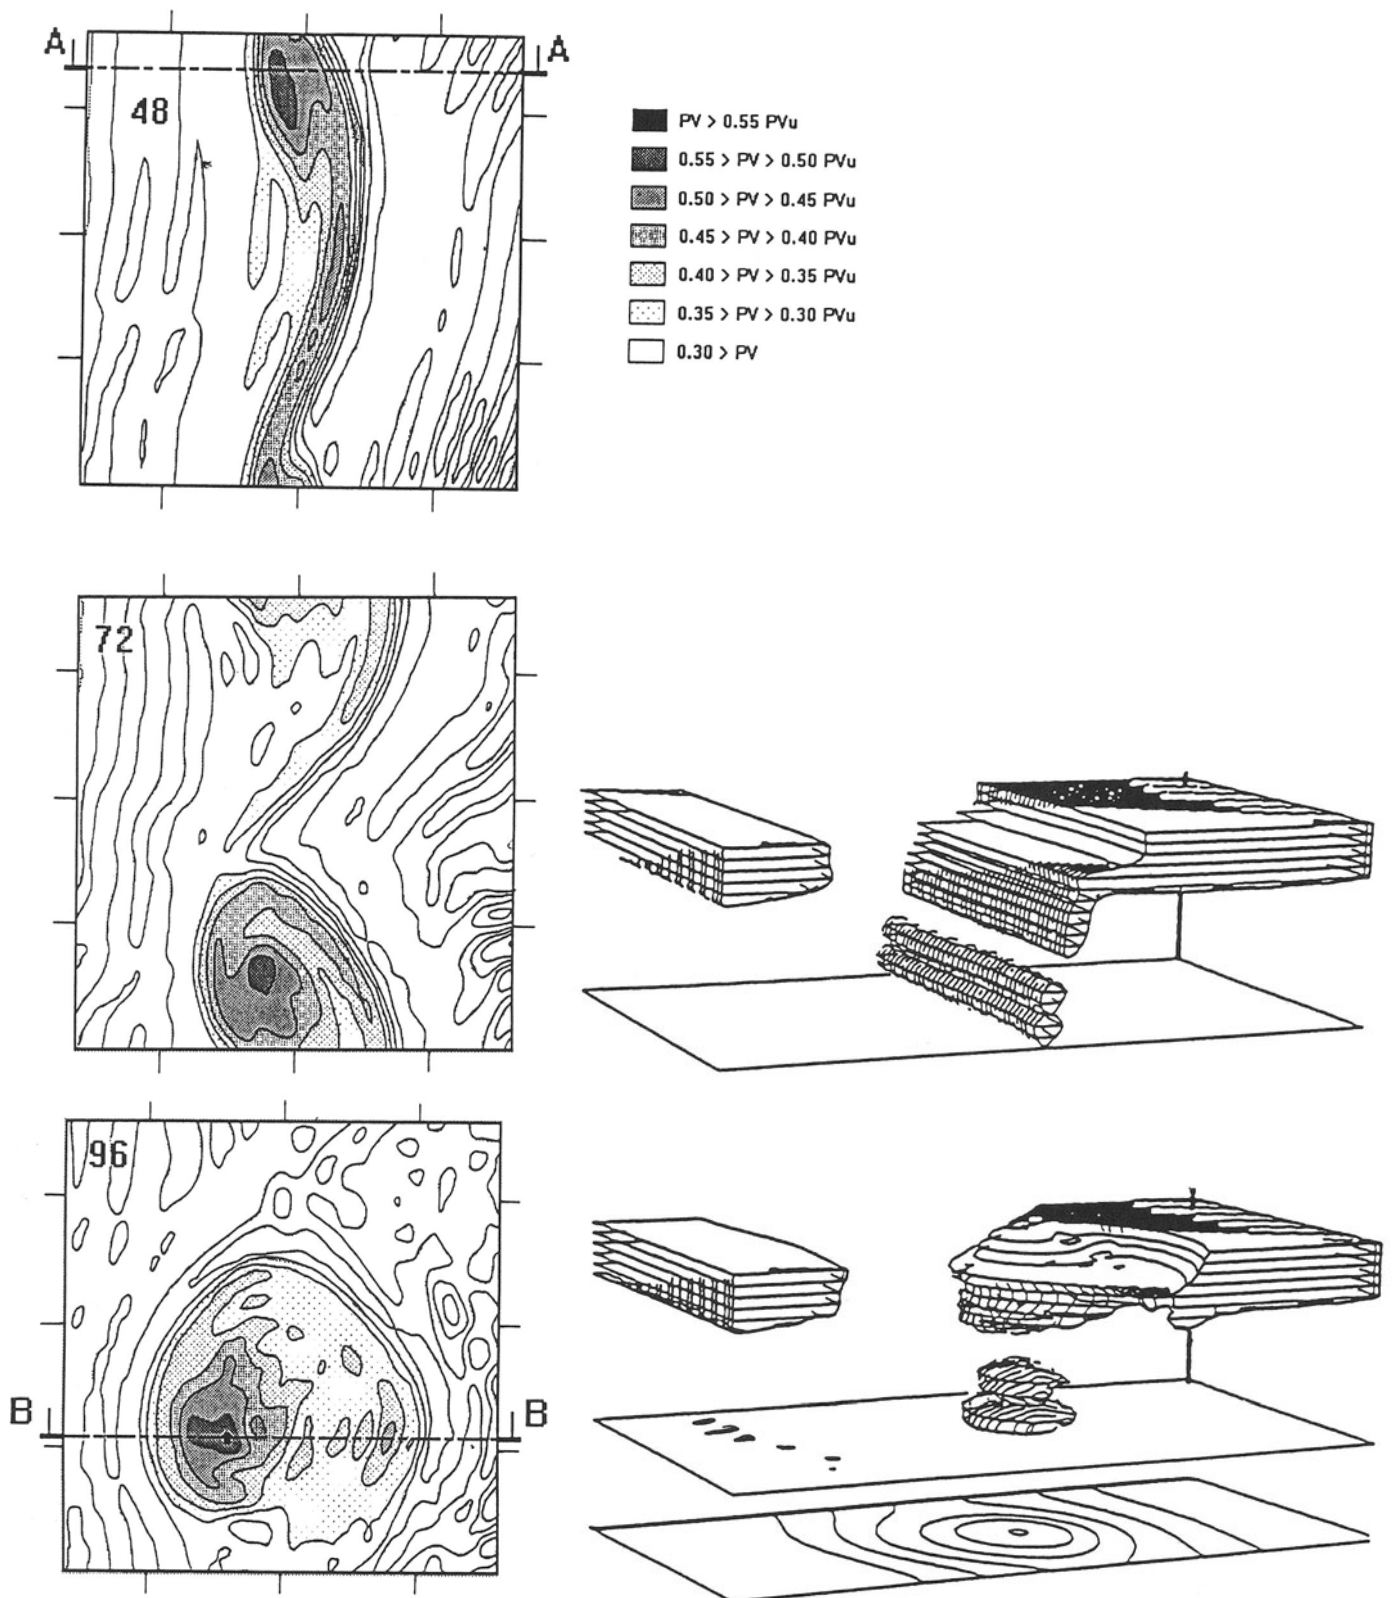 A A
48
PV > 0.55 PVu
0.55 > PV > 0.50 PVu
0.50 > PV > 0.45 PVu
0.45 > PV > 0.40 PVu
0.40 > PV > 0.35 PVu
0.35 > PV > 0.30 PVu
0.30 > PV
72
96
B B